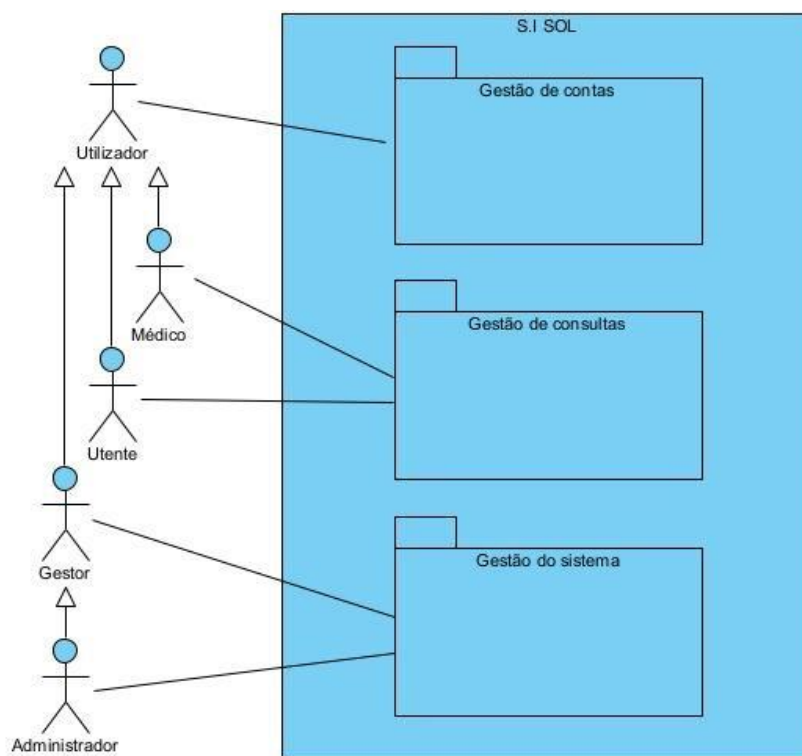 S.I SOL
Gestão de contas
Utilizador
Gestão de consultas
Médico
Utente
Gestão do sistema
Gestor
Administrador